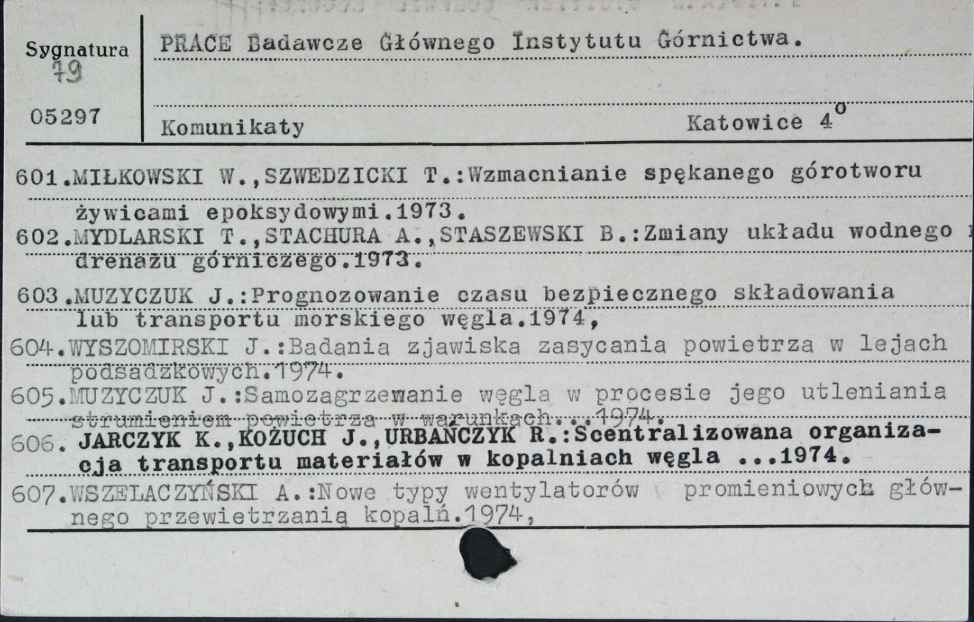 Sygnatura
79
05297
PRACE Badawcze Głównego Instytutu Górnictwa.
Komunikaty Katowice 4°
601.MIŁKOWSKI W.,SZWEDZICKI T.:Wzmacnianie spękanego górotworu
żywicami epoksydowymi.1973.
602.MYDLARSKI T.,STACHURA A.,STASZEWSKI B.:Zmiany układu wodnego
drenażu górniczego.1973.
603.MUZYCZUK J.:Prognozowanie czasu bezpiecznego składowania
lub transportu morskiego węgla.1974,
604.WYSZOMIRSKI J.:Badania zjawiska zasycania powietrza w lejach
podsadzkowych.1974.
605.MUZYCZUK J.:Samozagrzewanie węgla w procesie jego utleniania
strumieniem powietrza w warunkach...1974.
606. JARCZYK K.,KOŻUCH J.,URBAŃCZYK R.:Scentralizowana organiza-
cja transportu materiałów w kopalniach węgla ...1974.
607.WSZELACZYŃSKI A.:Nowe typy wentylatorów promieniowych głów-
nego przewietrzanią kopalń.1974,